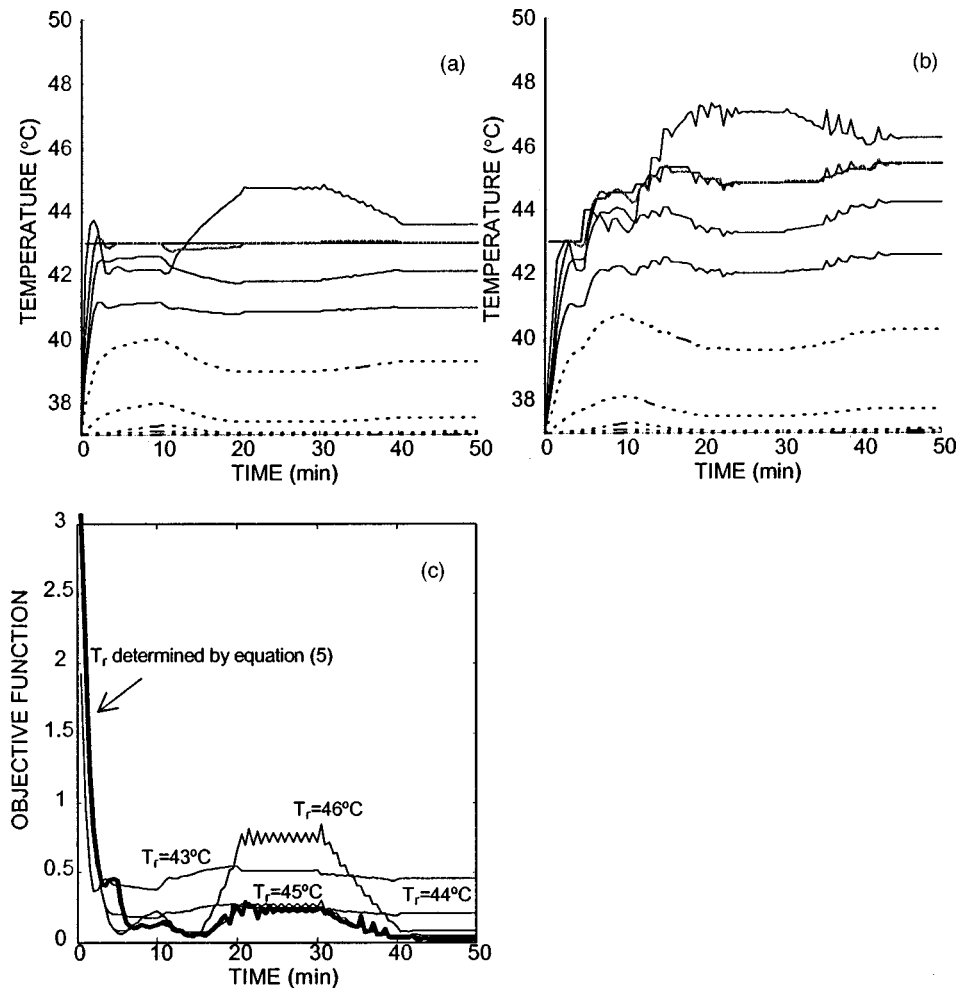 (a)
TEMPERATURE (°C)
50
48
46
44
42
40
38
0 10 20 30 40 50
TIME (min)
(b)
TEMPERATURE (°C)
50
48
46
44
42
40
38
0 10 20 30 40 50
TIME (min)
(c)
OBJECTIVE FUNCTION
3
2.5
2
1.5
1
0.5
0
Tr determined by equation (5)
Tr=46ºC
Tr=43ºC
Tr=45ºC
Tr=44ºC
0 10 20 30 40 50
TIME (min)